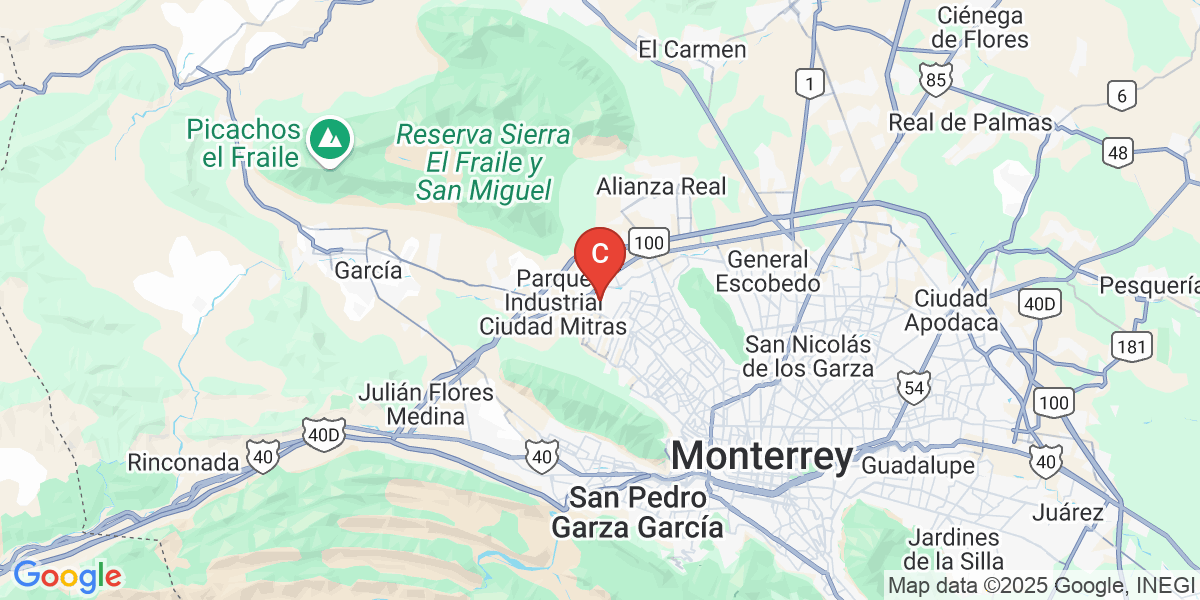 Ciénega
de Flores
El Carmen
1
85
6
Picachos
el Fraile
Reserva Sierra
El Fraile y
San Miguel
Real de Palmas
48
Alianza Real
100
C
García
Parque
Industrial
Ciudad Mitras
General
Escobedo
Ciudad
Apodaca
40D
Pesquería
181
San Nicolás
de los Garza
54
Julián Flores
Medina
100
40D
40
Rinconada
40
Monterrey
Guadalupe
40
San Pedro
Garza García
Juárez
Jardines
de la Silla
Google
Map data ©2025 Google, INEGI